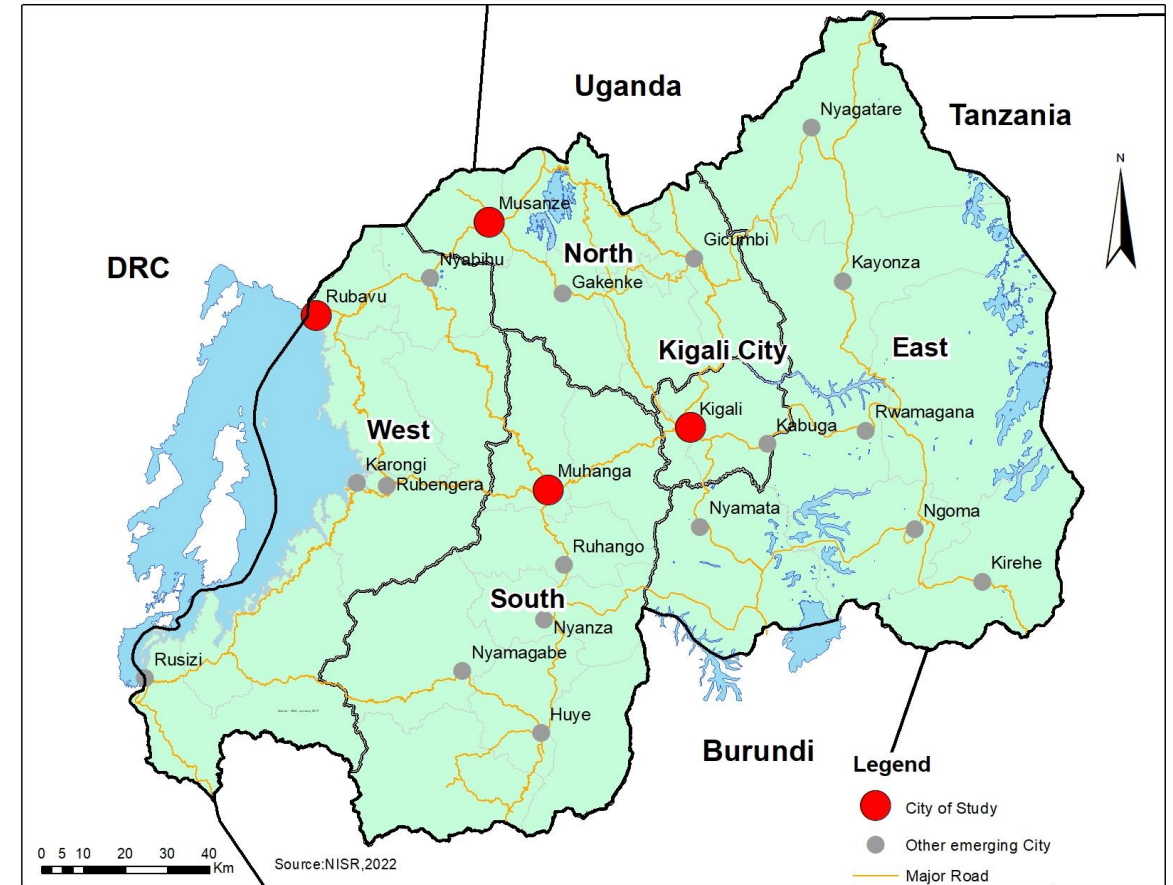 Uganda
Tanzania
Nyagatare
N
Musanze
North
Gicumbi
DRC
Nyabihu
Kayonza
Gakenke
Rubavu
Kigali City
East
Kigali
Rwamagana
West
Kabuga
Karongi
Rubengera
Muhanga
Nyamata
Ngoma
Ruhango
Kirehe
South
Nyanza
Rusizi
Nyamagabe
Huye
Burundi
Legend
City of Study
Other emerging City
Major Road
0 5 10 20 30 40
Km
Source:NISR,2022